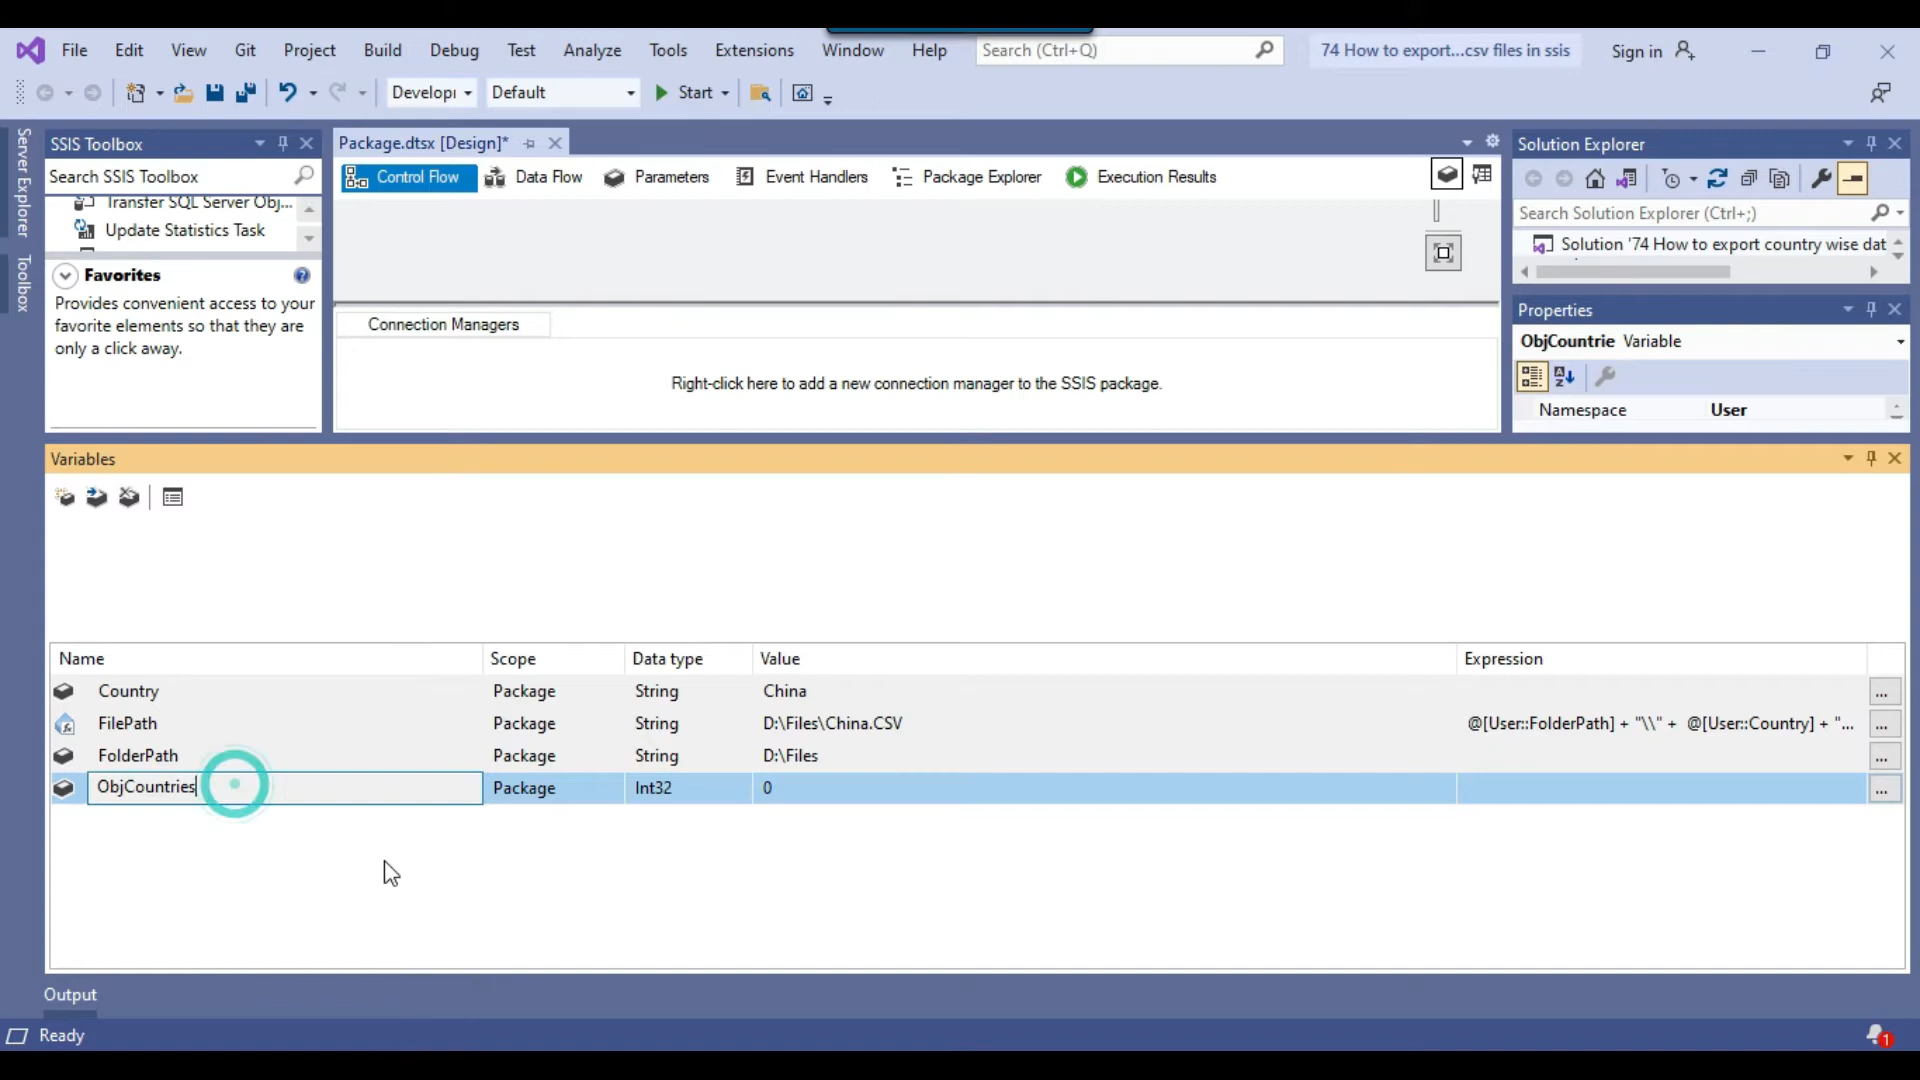 File Edit View Git Project Build Debug Test Analyze Tools Extensions Window Help Search (Ctrl+Q) 74 How to export...csv files in ssis Sign in
Developi Default Start
Server Explorer
Toolbox
SSIS Toolbox
Search SSIS Toolbox
Transfer SQL Server Obj...
Update Statistics Task
Favorites
Provides convenient access to your
favorite elements so that they are
only a click away.
Package.dtsx [Design]*
Control Flow Data Flow Parameters Event Handlers Package Explorer Execution Results
Connection Managers
Right-click here to add a new connection manager to the SSIS package.
Solution Explorer
Search Solution Explorer (Ctrl+;)
Solution '74 How to export country wise dat
Properties
ObjCountrie Variable
Namespace User
Variables
Name Scope Data type Value Expression
Country Package String China ...
FilePath Package String D:\Files\China.CSV @[User::FolderPath] + "\\" + @[User::Country] + "... ...
FolderPath Package String D:\Files ...
ObjCountries Package Int32 0 ...
Output
Ready
1